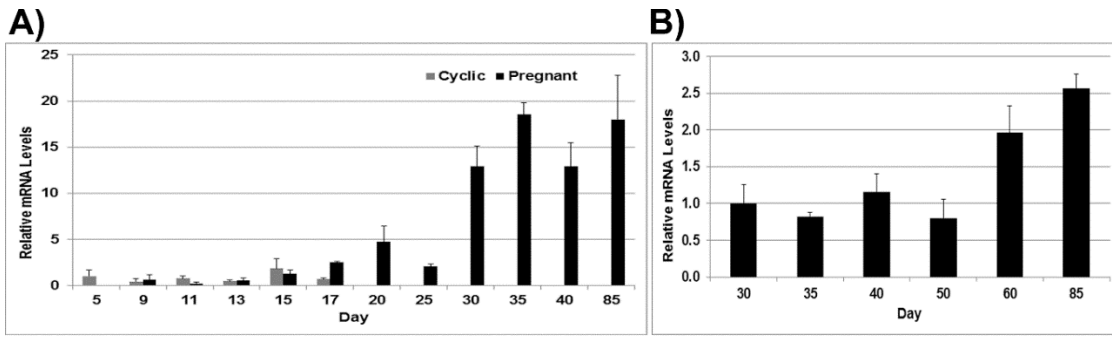 A)
25
20
15
10
5
0
Relative mRNA Levels
Cyclic Pregnant
5 9 11 13 15 17 20 25 30 35 40 85
Day
B)
3.0
2.5
2.0
1.5
1.0
0.5
0.0
Relative mRNA Levels
30 35 40 50 60 85
Day